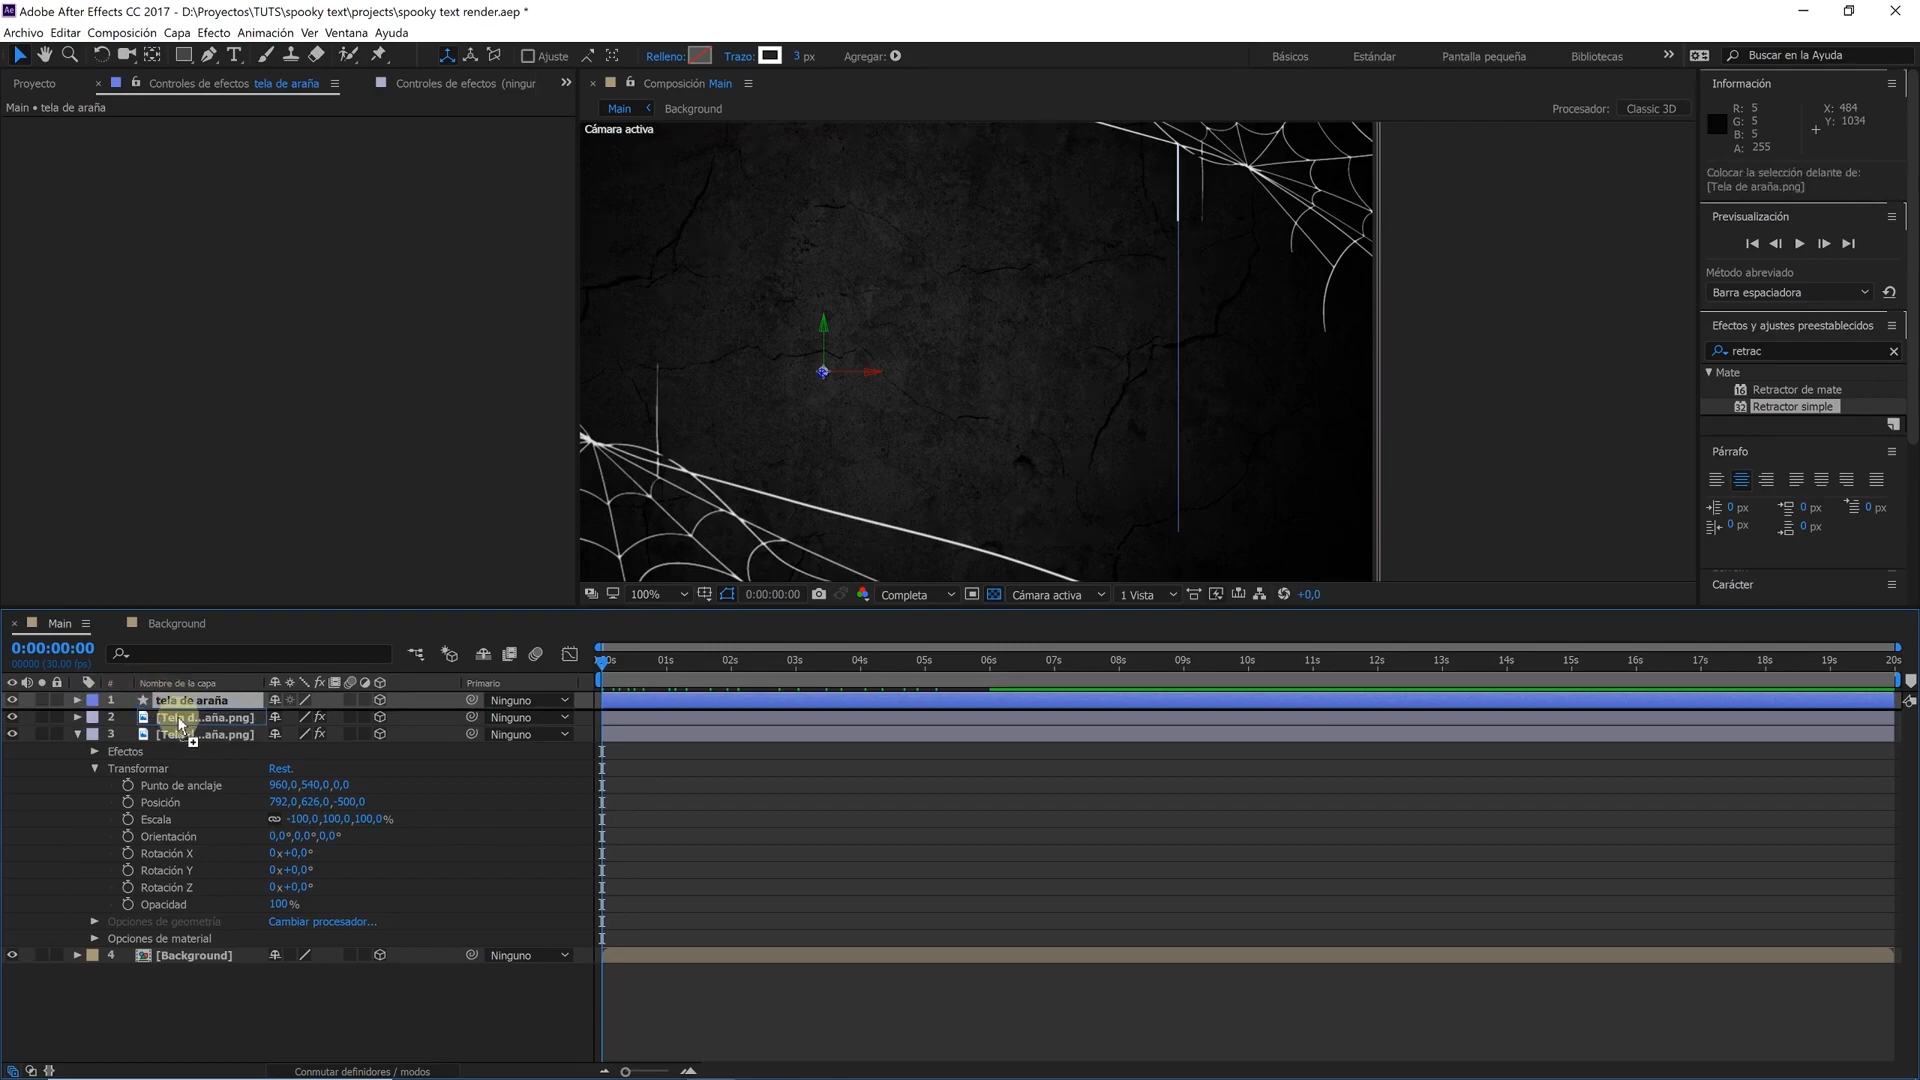 Ae Adobe After Effects CC 2017 - D:\Proyectos\TUTS\spooky text\projects\spooky text render.aep *
Archivo Editar Composición Capa Efecto Animación Ver Ventana Ayuda
Ajuste Relleno: Trazo: 3 px Agregar: Básicos Estándar Pantalla pequeña Bibliotecas Buscar en la Ayuda
Proyecto Controles de efectos tela de araña Controles de efectos (ningur Composición Main Información
Main • tela de araña
Main Background Procesador: Classic 3D
Cámara activa
R: 5 X: 484
G: 5 Y: 1034
B: 5
A: 255
Colocar la selección delante de:
[Tela de araña.png]
Previsualización
Método abreviado
Barra espaciadora
Efectos y ajustes preestablecidos
retrac
Mate
16 Retractor de mate
32 Retractor simple
Párrafo
0 px 0 px 0 px
0 px 0 px
Carácter
100% 0:00:00:00 Completa Cámara activa 1 Vista +0,0
Main Background
0:00:00:00
00000 (30.00 fps)
01s 02s 03s 04s 05s 06s 07s 08s 09s 10s 11s 12s 13s 14s 15s 16s 17s 18s 19s 20s
# Nombre de la capa fx Primario
1 tela de araña Ninguno
2 [Tela d...aña.png] fx Ninguno
3 fx Ninguno
Efectos
Transformar Rest.
Punto de anclaje 960,0,540,0,0,0
Posición 792,0,626,0,-500,0
Escala -100,0,100,0,100,0%
Orientación 0,0°,0,0°,0,0°
Rotación X 0x+0,0°
Rotación Y 0x+0,0°
Rotación Z 0x+0,0°
Opacidad 100%
Opciones de geometría Cambiar procesador...
Opciones de material
4 [Background] Ninguno
Conmutar definidores / modos